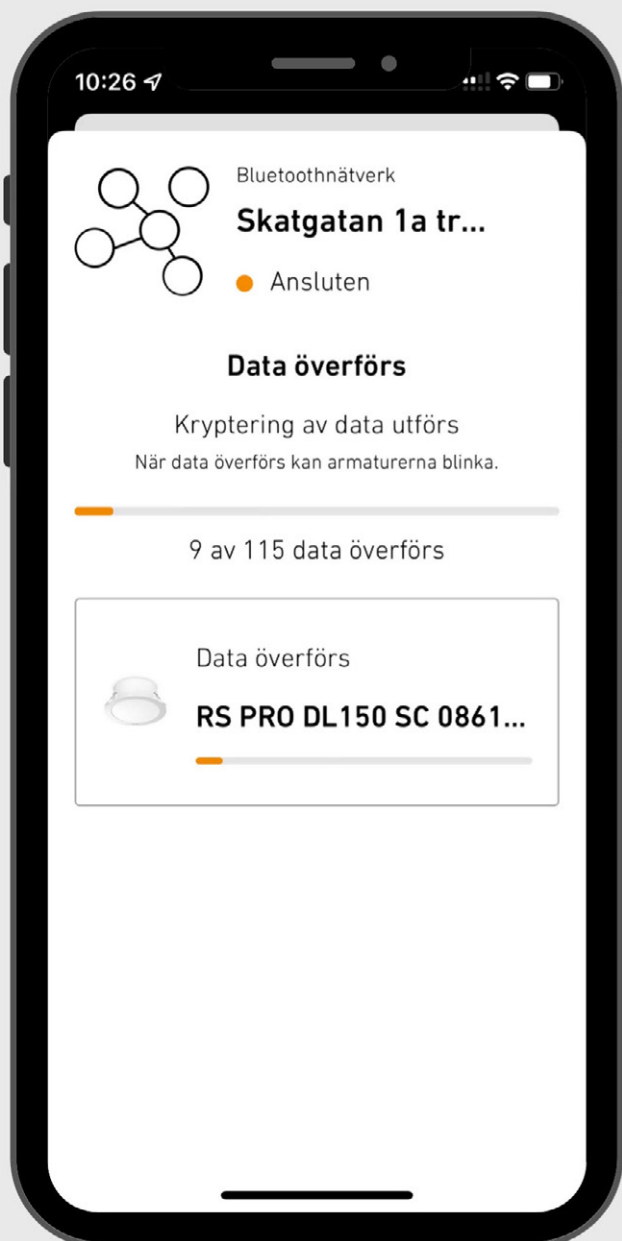 10:26
Bluetoothnätverk
Skatgatan 1a tr...
Ansluten
Data överförs
Kryptering av data utförs
När data överförs kan armaturerna blinka.
9 av 115 data överförs
Data överförs
RS PRO DL150 SC 0861...